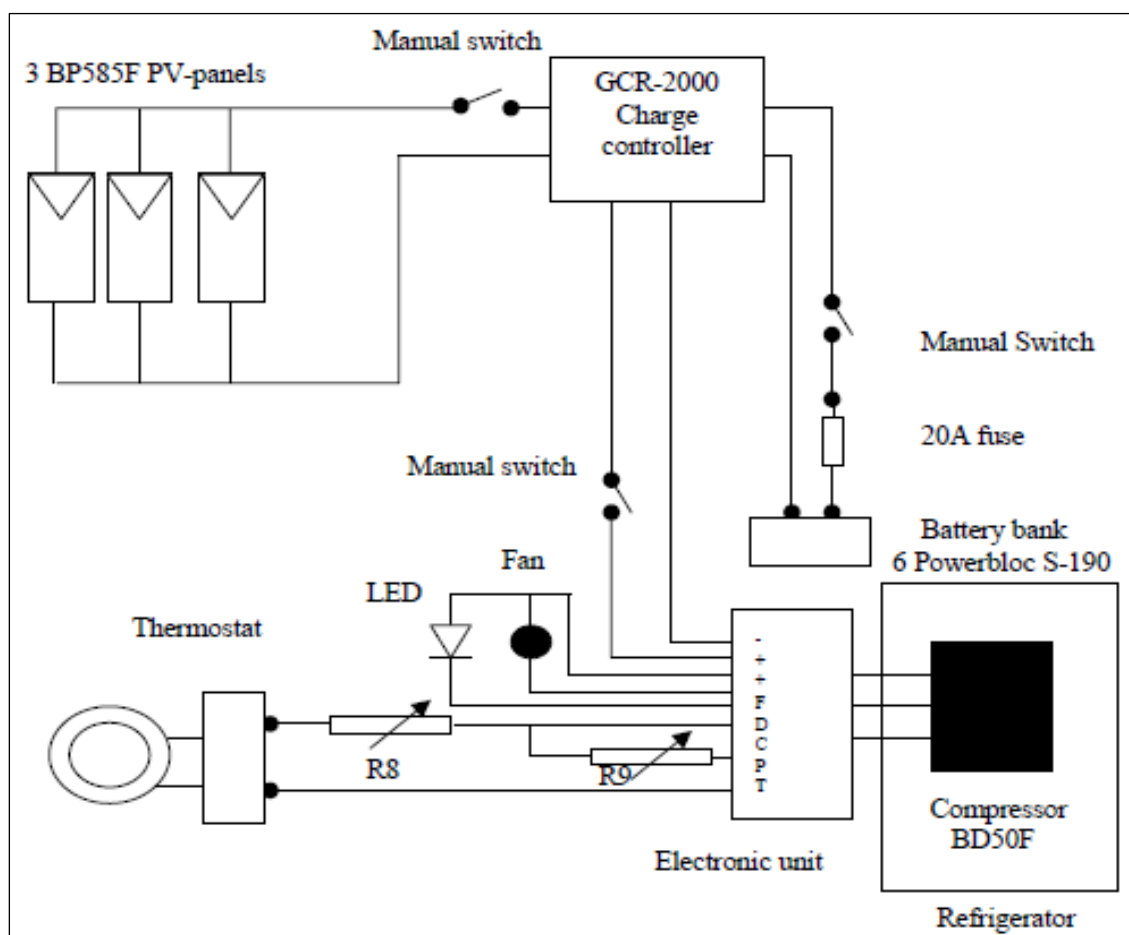 Manual switch
3 BP585F PV-panels
GCR-2000
Charge
controller
Manual Switch
20A fuse
Manual switch
Battery bank
6 Powerbloc S-190
Fan
LED
Thermostat
-
+
+
F
D
C
P
T
R8
R9
Compressor
BD50F
Electronic unit
Refrigerator